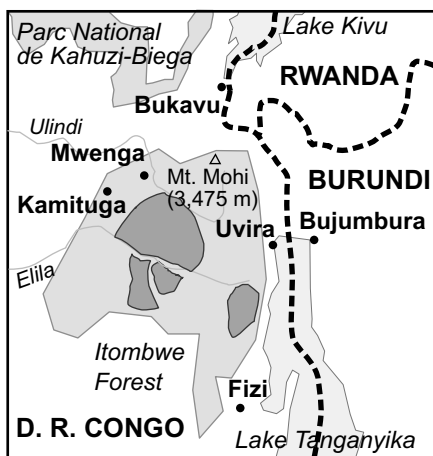 Parc National
de Kahuzi-Biega
Lake Kivu
RWANDA
Bukavu
Ulindi
Mwenga
Mt. Mohi
(3,475 m)
BURUNDI
Kamituga
Uvira
Bujumbura
Elila
Itombwe
Forest
Fizi
D. R. CONGO
Lake Tanganyika